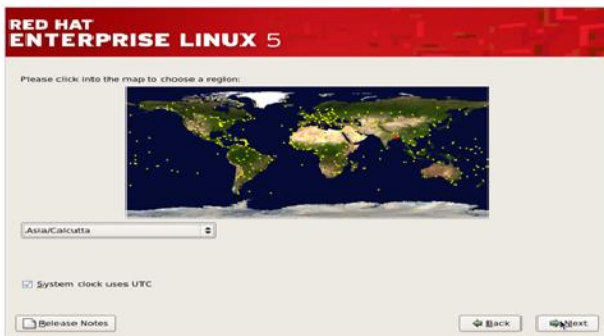 RED HAT
ENTERPRISE LINUX 5
Please click into the map to choose a region:
Asia/Calcutta
System clock uses UTC
Release Notes
Back
Next